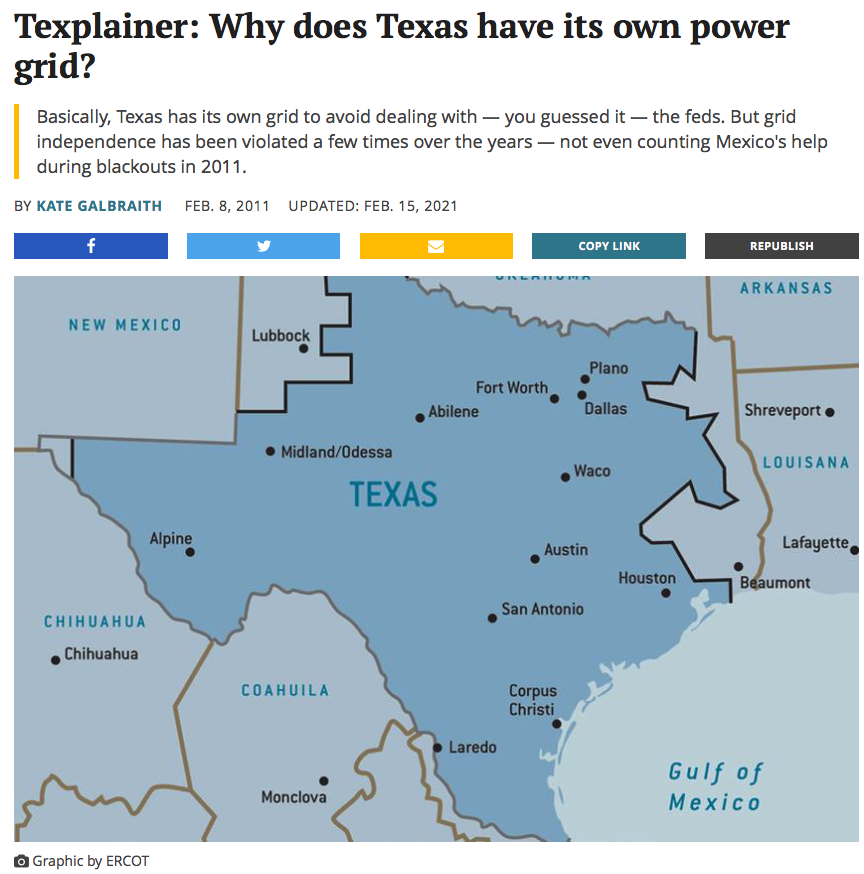 Texplainer: Why does Texas have its own power
grid?
Basically, Texas has its own grid to avoid dealing with — you guessed it — the feds. But grid
independence has been violated a few times over the years — not even counting Mexico's help
during blackouts in 2011.
BY KATE GALBRAITH FEB. 8, 2011 UPDATED: FEB. 15, 2021
COPY LINK
REPUBLISH
OKLAHOMA
ARKANSAS
NEW MEXICO
Lubbock
Plano
Fort Worth
Dallas
Abilene
Shreveport
Midland/Odessa
LOUISANA
Waco
TEXAS
Alpine
Austin
Lafayette
Houston
Beaumont
San Antonio
CHIHUAHUA
Chihuahua
COAHUILA
Corpus
Christi
Laredo
Gulf of
Mexico
Monclova
Graphic by ERCOT